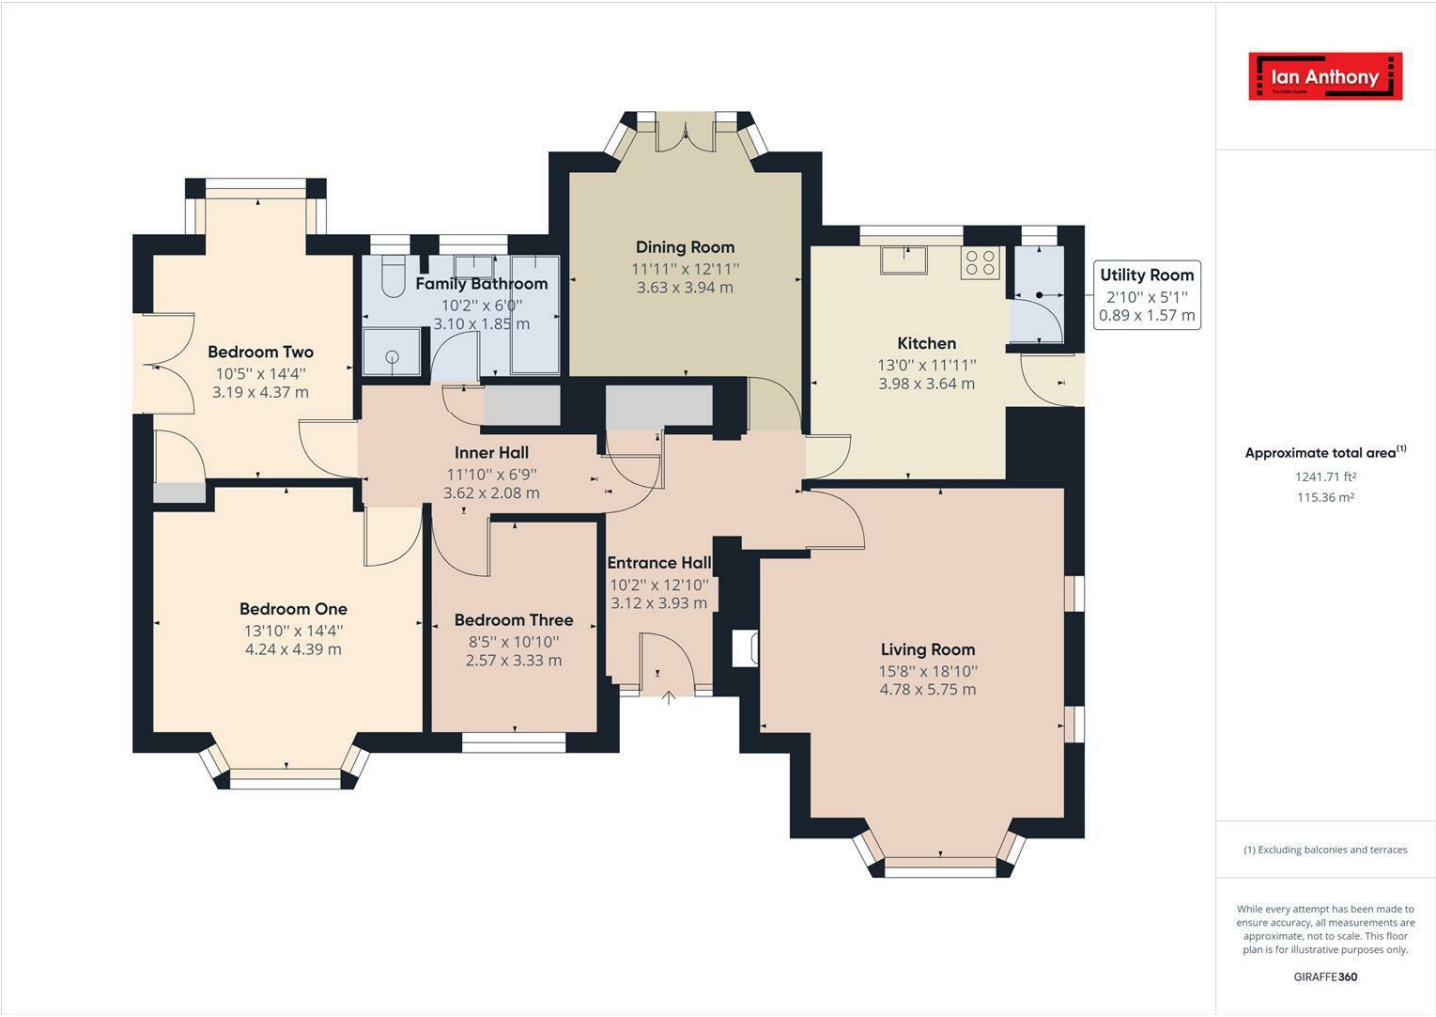 Ian Anthony
The Estate Agents
Dining Room
11'11" x 12'11"
3.63 x 3.94 m
Family Bathroom
10'2" x 6'0"
3.10 x 1.85 m
Utility Room
2'10" x 5'1"
0.89 x 1.57 m
Kitchen
13'0" x 11'11"
3.98 x 3.64 m
Bedroom Two
10'5" x 14'4"
3.19 x 4.37 m
Inner Hall
11'10" x 6'9"
3.62 x 2.08 m
Entrance Hall
10'2" x 12'10"
3.12 x 3.93 m
Bedroom One
13'10" x 14'4"
4.24 x 4.39 m
Bedroom Three
8'5" x 10'10"
2.57 x 3.33 m
Living Room
15'8" x 18'10"
4.78 x 5.75 m
Approximate total area(1)
1241.71 ft²
115.36 m²
(1) Excluding balconies and terraces
While every attempt has been made to
ensure accuracy, all measurements are
approximate, not to scale. This floor
plan is for illustrative purposes only.
GIRAFFE360